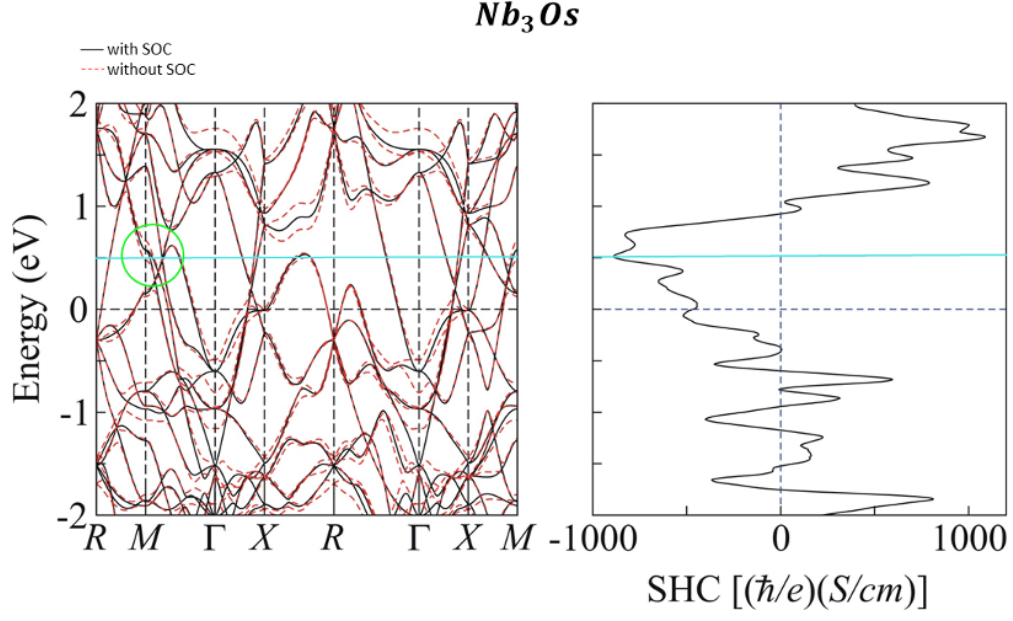 Nb₃Os
with SOC
without SOC
Energy (eV)
2
1
0
-1
-2
R M Γ X R Γ X M
-1000 0 1000
SHC [(ħ/e)(S/cm)]